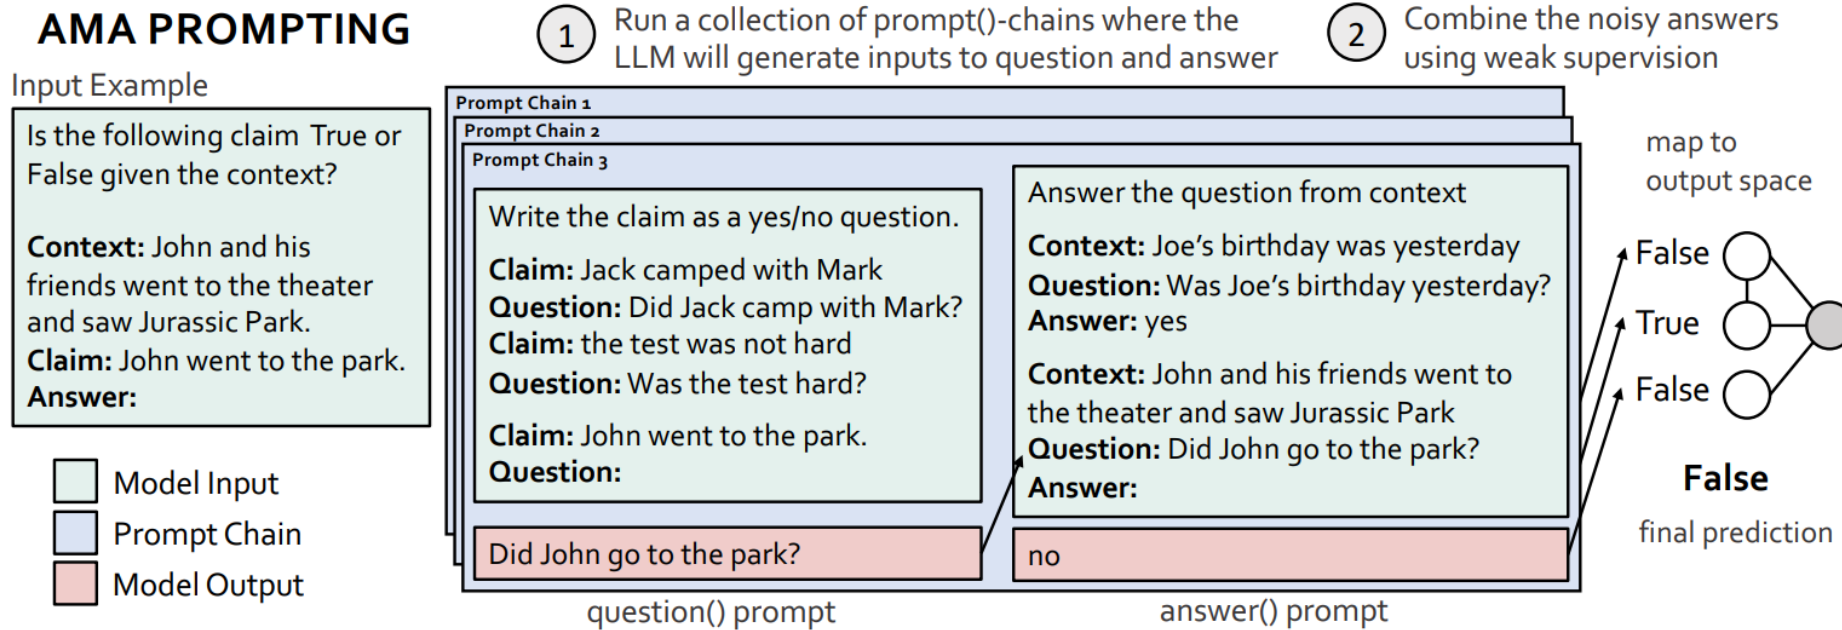 AMA PROMPTING
1
Run a collection of prompt()-chains where the
LLM will generate inputs to question and answer
2
Combine the noisy answers
using weak supervision
Input Example
Is the following claim True or
False given the context?
Context: John and his
friends went to the theater
and saw Jurassic Park.
Claim: John went to the park.
Answer:
Model Input
Prompt Chain
Model Output
Prompt Chain 1
Prompt Chain 2
Prompt Chain 3
Write the claim as a yes/no question.
Claim: Jack camped with Mark
Question: Did Jack camp with Mark?
Claim: the test was not hard
Question: Was the test hard?
Claim: John went to the park.
Question:
Did John go to the park?
question() prompt
Answer the question from context
Context: Joe's birthday was yesterday
Question: Was Joe's birthday yesterday?
Answer: yes
Context: John and his friends went to
the theater and saw Jurassic Park
Question: Did John go to the park?
Answer:
no
answer() prompt
map to
output space
False
True
False
False
final prediction